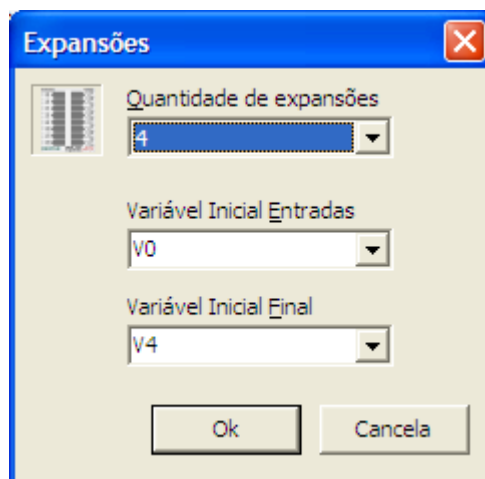 Expansões
Quantidade de expansões
4
Variável Inicial Entradas
V0
Variável Inicial Final
V4
Ok
Cancela